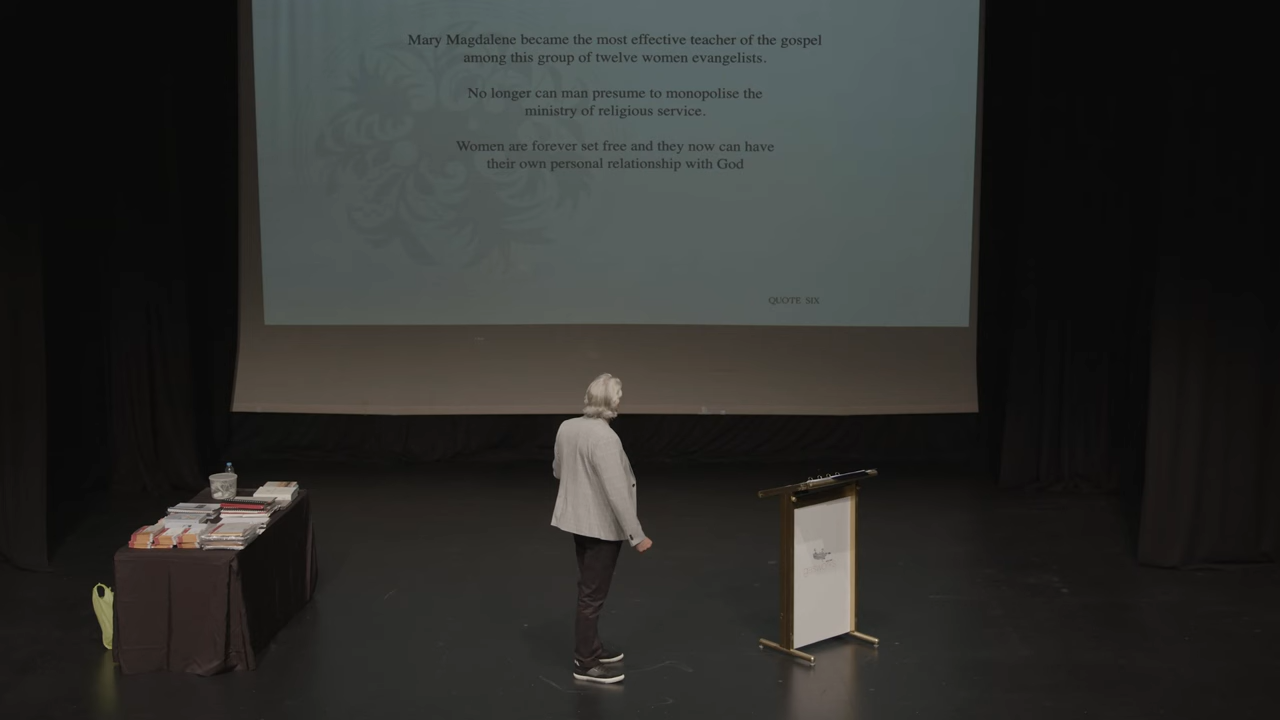 Mary Magdalene became the most effective teacher of the gospel
among this group of twelve women evangelists.
No longer can man presume to monopolise the
ministry of religious service.
Women are forever set free and they now can have
their own personal relationship with God
QUOTE SIX